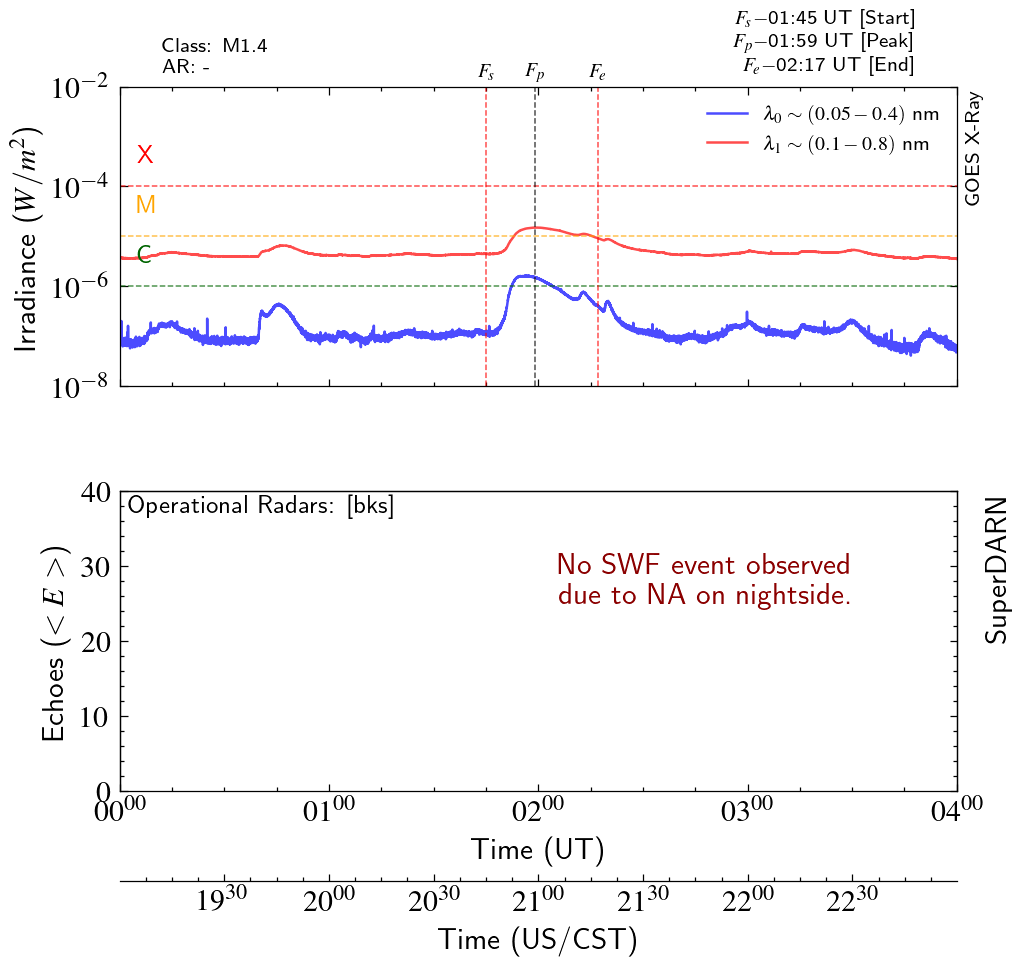 F_s−01:45 UT [Start]
Class: M1.4
F_p−01:59 UT [Peak]
AR: -
F_e−02:17 UT [End]
F_s F_p F_e
10^−2
λ_0 ∼ (0.05 − 0.4) nm
λ_1 ∼ (0.1 − 0.8) nm
GOES X-Ray
X
10^−4
M
Irradiance (W/m^2)
C
10^−6
10^−8
40
Operational Radars: [bks]
No SWF event observed
due to NA on nightside.
30
SuperDARN
Echoes (< E >)
20
10
0
00^00 01^00 02^00 03^00 04^00
Time (UT)
19^30 20^00 20^30 21^00 21^30 22^00 22^30
Time (US/CST)